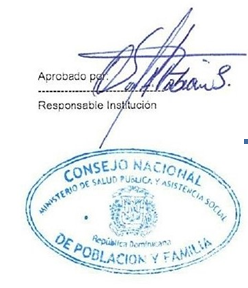 Aprobado por:
Responsable Institución
CONSEJO NACIONAL
MINISTERIO DE SALUD PUBLICA Y ASISTENCIA SOCIAL
República Dominicana
DE POBLACION Y FAMILIA